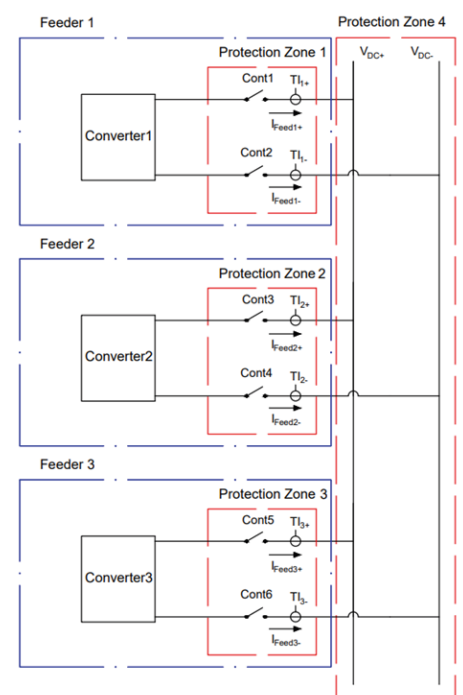 Feeder 1
Protection Zone 4
Protection Zone 1
VDC+
VDC-
Cont1
TI1+
Converter1
IFeed1+
Cont2
TI1-
IFeed1-
Feeder 2
Protection Zone 2
Cont3
TI2+
Converter2
IFeed2+
Cont4
TI2-
IFeed2-
Feeder 3
Protection Zone 3
Cont5
TI3+
Converter3
IFeed3+
Cont6
TI3-
IFeed3-